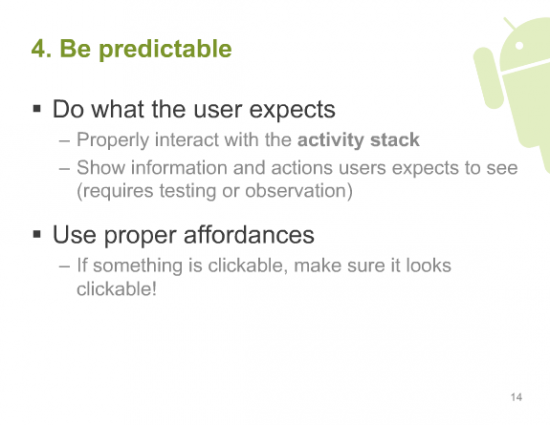 4. Be predictable
▪ Do what the user expects
– Properly interact with the activity stack
– Show information and actions users expects to see
(requires testing or observation)
▪ Use proper affordances
– If something is clickable, make sure it looks
clickable!
14